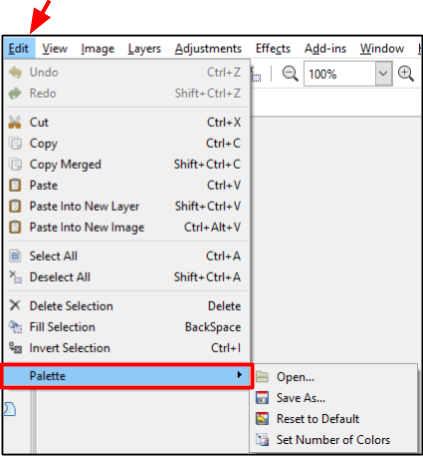 Edit View Image Layers Adjustments Effects Add-ins Window
Undo Ctrl+Z
100%
Redo Shift+Ctrl+Z
Cut Ctrl+X
Copy Ctrl+C
Copy Merged Shift+Ctrl+C
Paste Ctrl+V
Paste Into New Layer Shift+Ctrl+V
Paste Into New Image Ctrl+Alt+V
Select All Ctrl+A
Deselect All Shift+Ctrl+A
Delete Selection Delete
Fill Selection BackSpace
Invert Selection Ctrl+I
Palette
Open...
Save As...
Reset to Default
Set Number of Colors